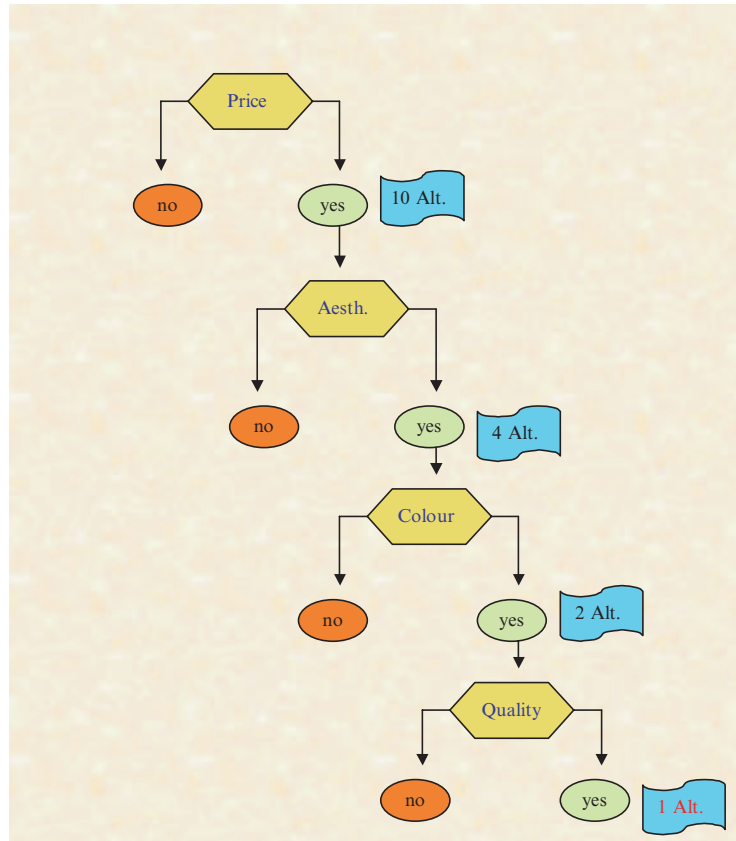 Price
no
yes
10 Alt.
Aesth.
no
yes
4 Alt.
Colour
no
yes
2 Alt.
Quality
no
yes
1 Alt.